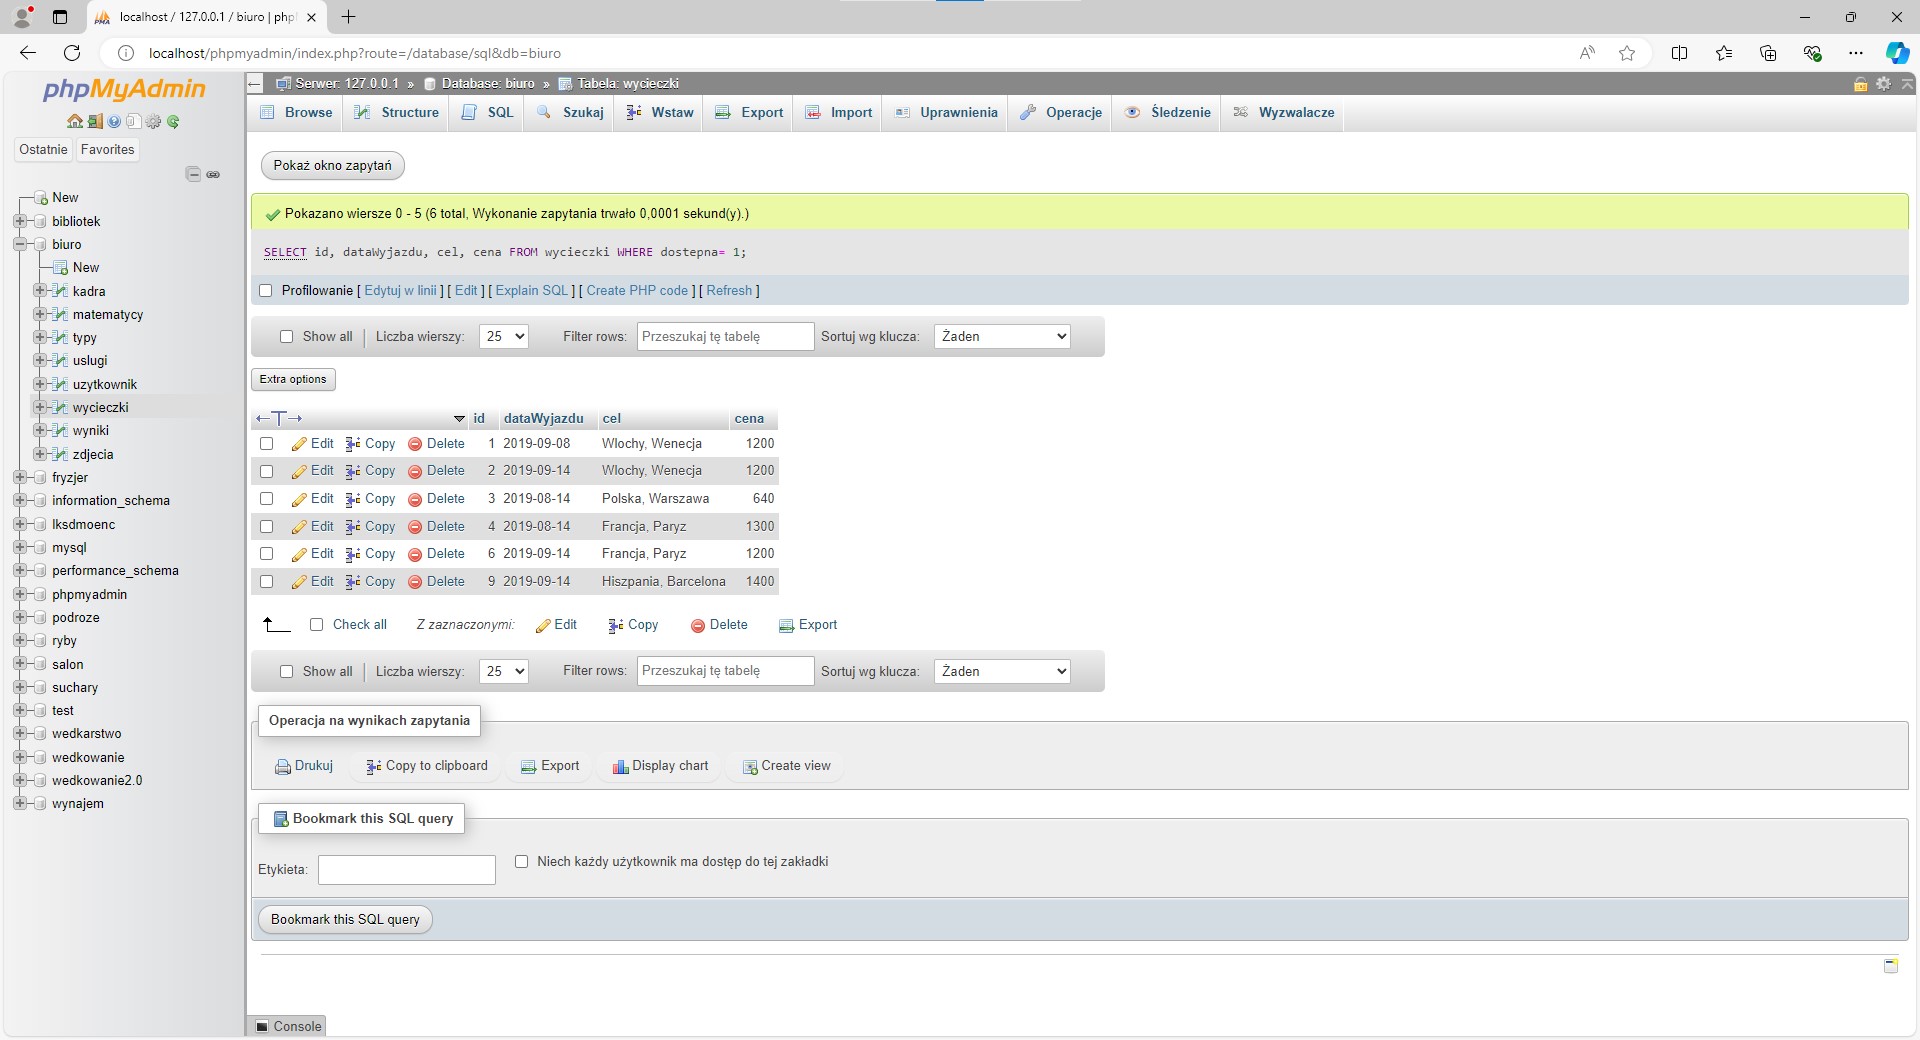 localhost / 127.0.0.1 / biuro | php
localhost/phpmyadmin/index.php?route=/database/sql&db=biuro
phpMyAdmin
Ostatnie Favorites
New
bibliotek
biuro
New
kadra
matematycy
typy
uslugi
uzytkownik
wycieczki
wyniki
zdjecia
fryzjer
information_schema
lksdmoenc
mysql
performance_schema
phpmyadmin
podroze
ryby
salon
suchary
test
wedkarstwo
wedkowanie
wedkowanie2.0
wynajem
Serwer: 127.0.0.1 » Database: biuro » Tabela: wycieczki
Browse Structure SQL Szukaj Wstaw Export Import Uprawnienia Operacje Śledzenie Wyzwalacze
Pokaż okno zapytań
Pokazano wiersze 0 - 5 (6 total, Wykonanie zapytania trwało 0,0001 sekund(y).)
SELECT id, dataWyjazdu, cel, cena FROM wycieczki WHERE dostepna= 1;
Profilowanie [ Edytuj w linii ] [ Edit ] [ Explain SQL ] [ Create PHP code ] [ Refresh ]
Show all | Liczba wierszy: 25 Filter rows: Przeszukaj tę tabelę Sortuj wg klucza: Żaden
Extra options
←T→ id dataWyjazdu cel cena
Edit Copy Delete 1 2019-09-08 Wlochy, Wenecja 1200
Edit Copy Delete 2 2019-09-14 Wlochy, Wenecja 1200
Edit Copy Delete 3 2019-08-14 Polska, Warszawa 640
Edit Copy Delete 4 2019-08-14 Francja, Paryz 1300
Edit Copy Delete 6 2019-09-14 Francja, Paryz 1200
Edit Copy Delete 9 2019-09-14 Hiszpania, Barcelona 1400
Check all Z zaznaczonymi: Edit Copy Delete Export
Show all | Liczba wierszy: 25 Filter rows: Przeszukaj tę tabelę Sortuj wg klucza: Żaden
Operacja na wynikach zapytania
Drukuj Copy to clipboard Export Display chart Create view
Bookmark this SQL query
Etykieta: Niech każdy użytkownik ma dostęp do tej zakładki
Bookmark this SQL query
Console